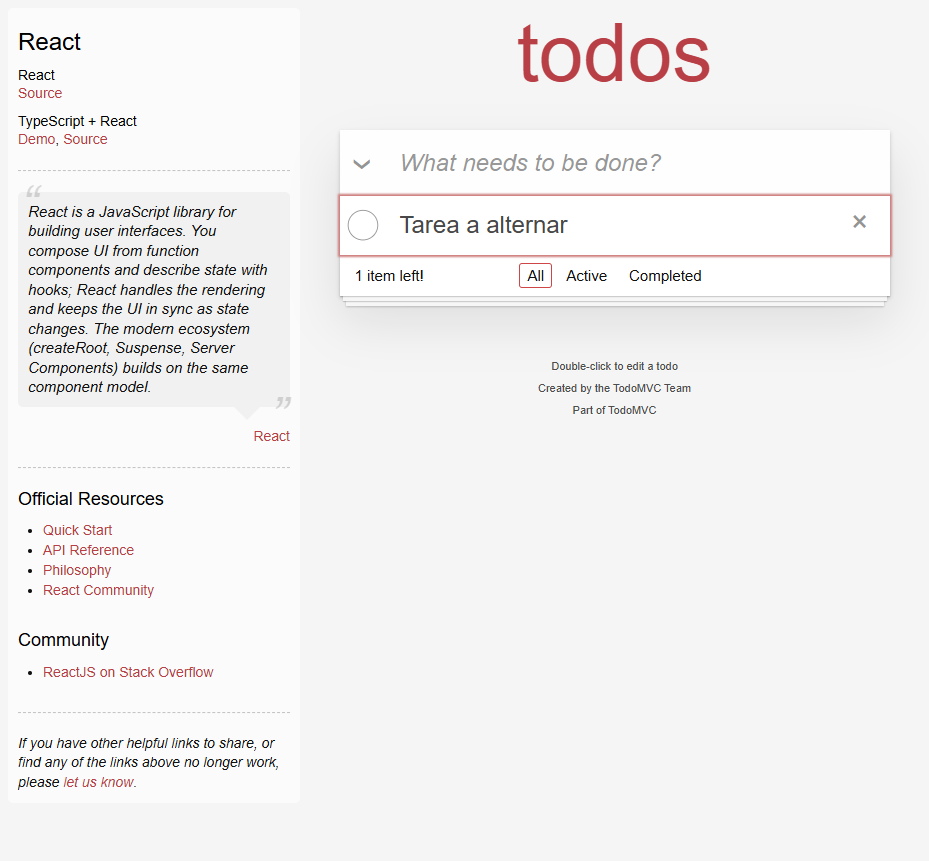 React
React
Source
TypeScript + React
Demo, Source
“
React is a JavaScript library for
building user interfaces. You
compose UI from function
components and describe state with
hooks; React handles the rendering
and keeps the UI in sync as state
changes. The modern ecosystem
(createRoot, Suspense, Server
Components) builds on the same
component model.
”
React
Official Resources
• Quick Start
• API Reference
• Philosophy
• React Community
Community
• ReactJS on Stack Overflow
If you have other helpful links to share, or
find any of the links above no longer work,
please let us know.
todos
What needs to be done?
Tarea a alternar ×
1 item left! All Active Completed
Double-click to edit a todo
Created by the TodoMVC Team
Part of TodoMVC